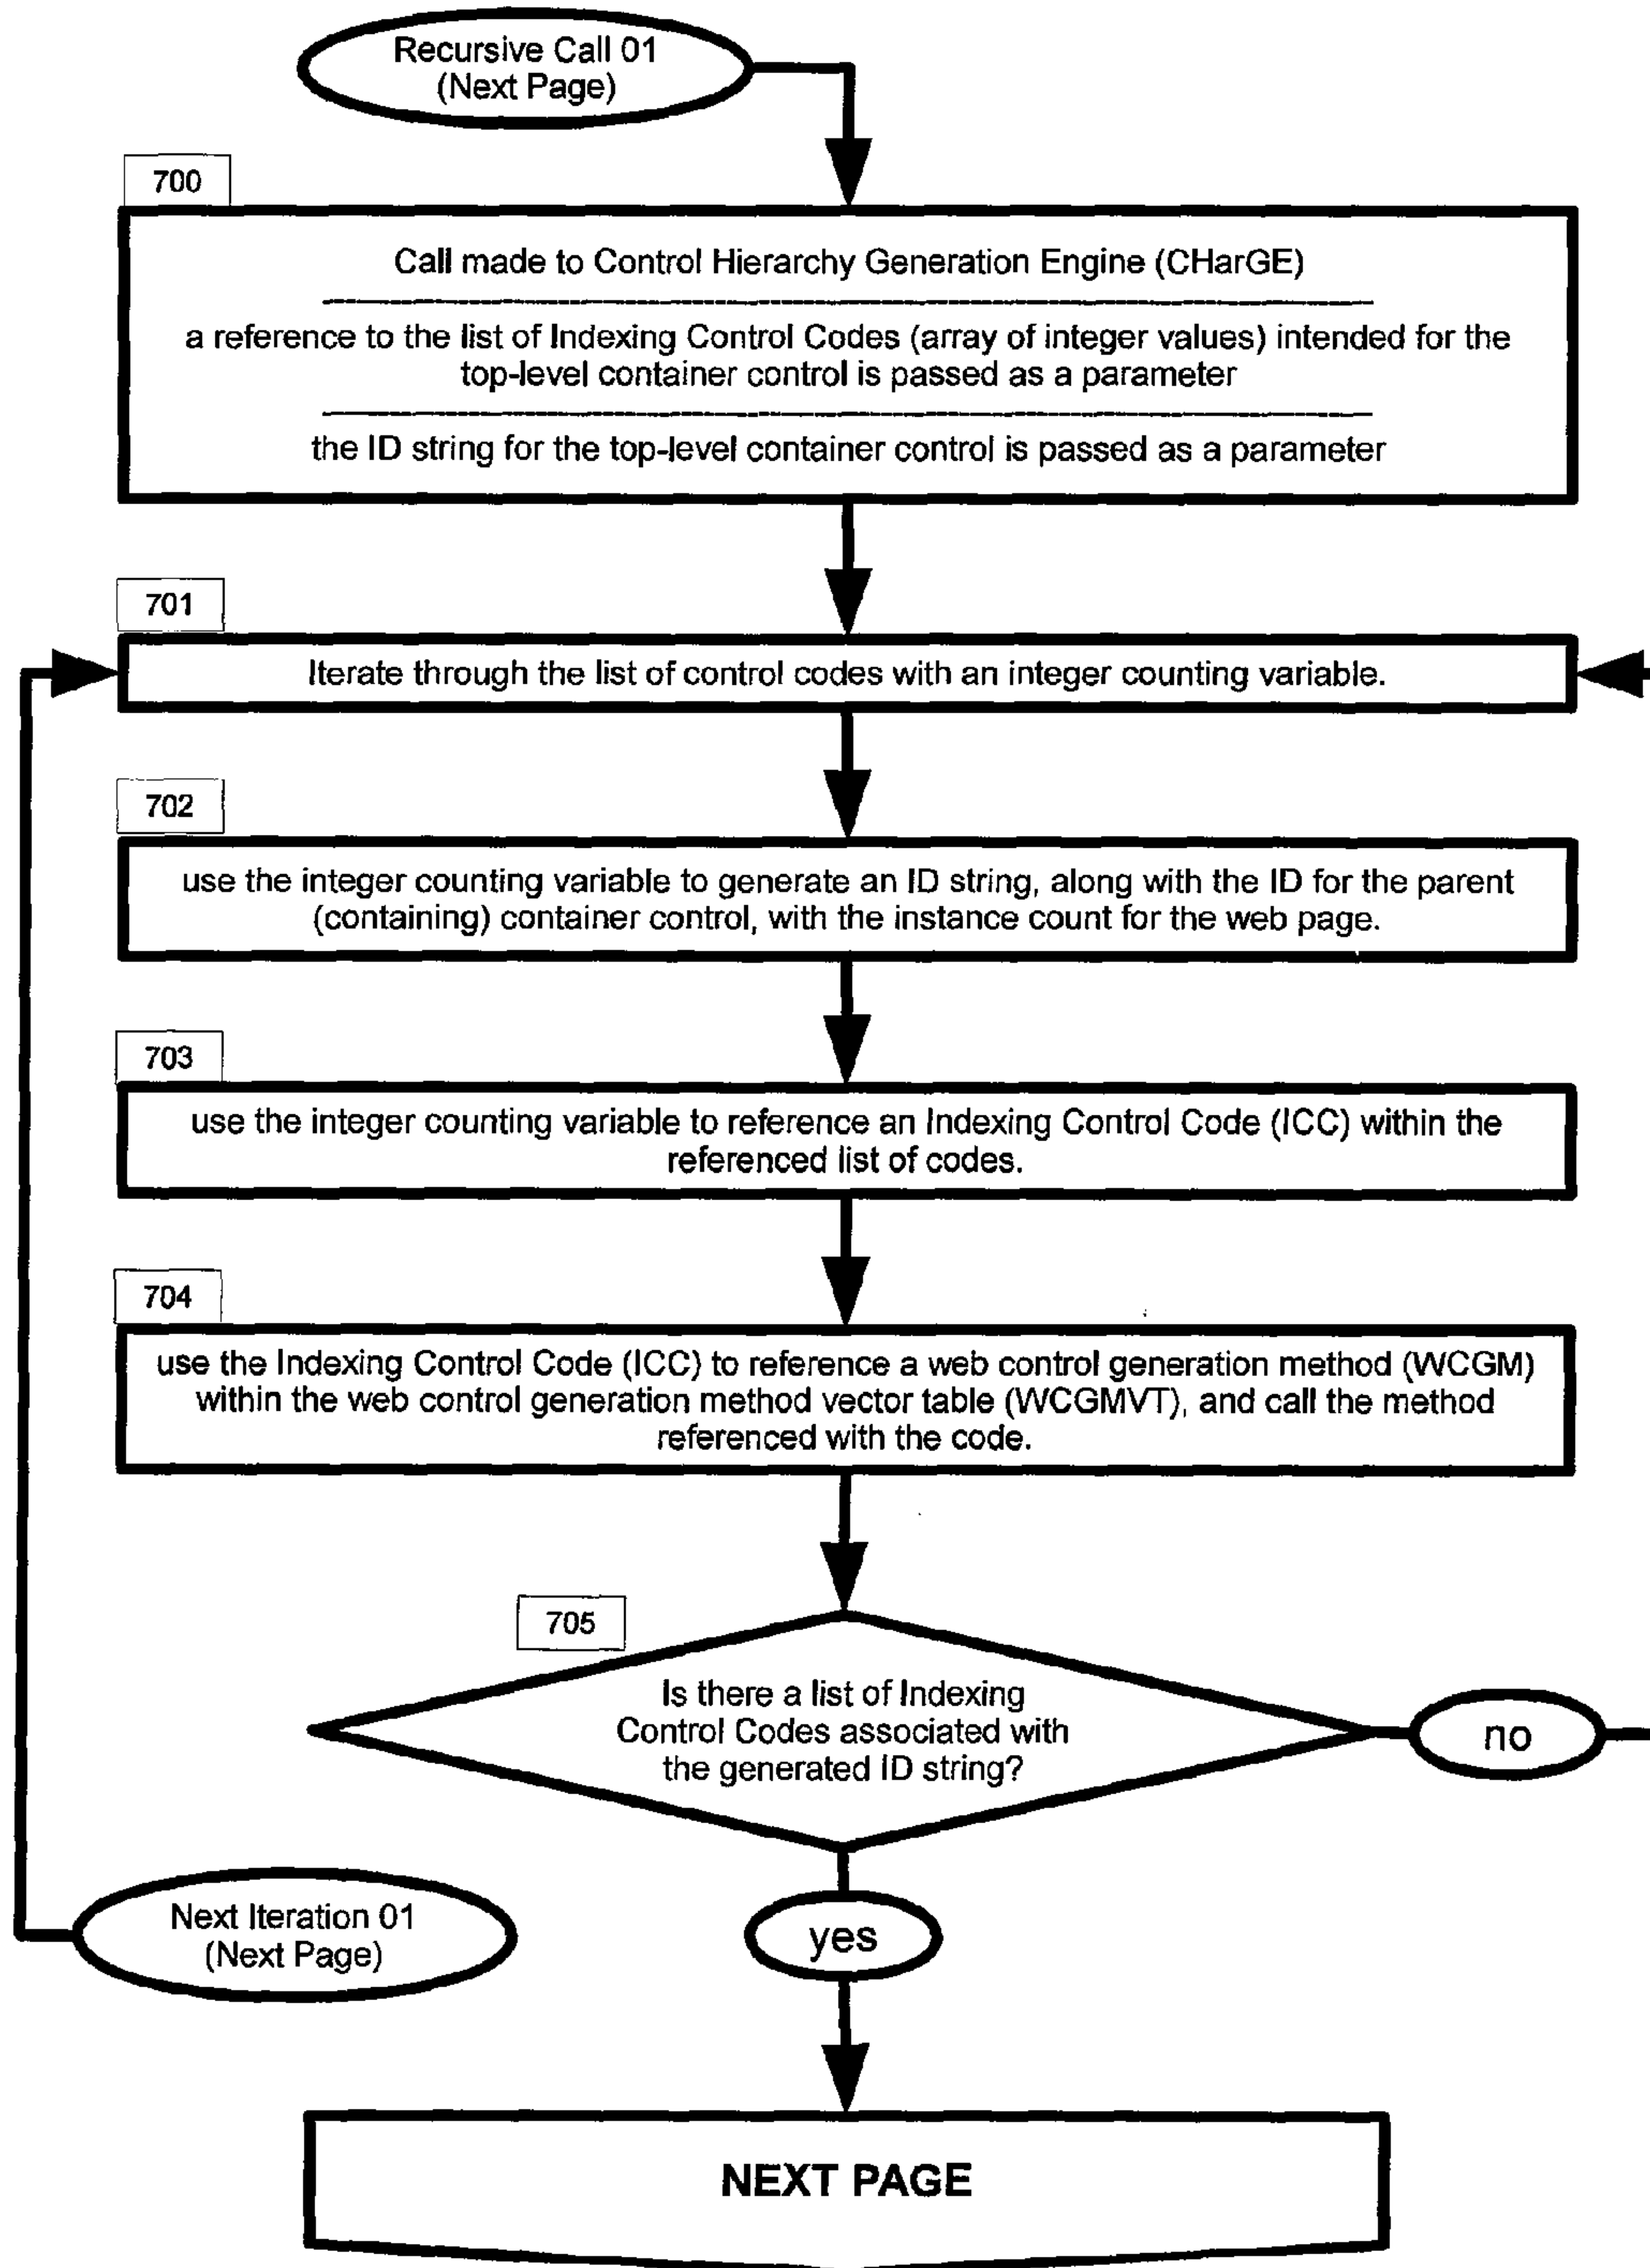 Recursive Call 01
(Next Page)
700
Call made to Control Hierarchy Generation Engine (CHarGE)
a reference to the list of Indexing Control Codes (array of integer values) intended for the
top-level container control is passed as a parameter
the ID string for the top-level container control is passed as a parameter
701
Iterate through the list of control codes with an integer counting variable.
702
use the integer counting variable to generate an ID string, along with the ID for the parent
(containing) container control, with the instance count for the web page.
703
use the integer counting variable to reference an Indexing Control Code (ICC) within the
referenced list of codes.
704
use the Indexing Control Code (ICC) to reference a web control generation method (WCGM)
within the web control generation method vector table (WCGMVT), and call the method
referenced with the code.
705
Is there a list of Indexing
Control Codes associated with
the generated ID string?
no
Next Iteration 01
(Next Page)
yes
NEXT PAGE